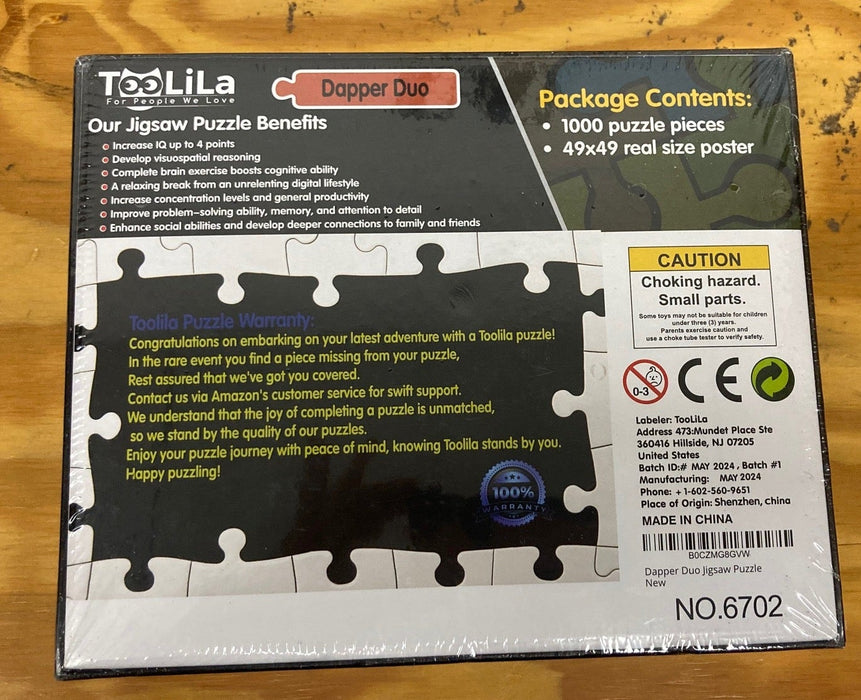 TooLiLa
For People We Love
Dapper Duo
Our Jigsaw Puzzle Benefits
Increase IQ up to 4 points
Develop visuospatial reasoning
Complete brain exercise boosts cognitive ability
A relaxing break from an unrelenting digital lifestyle
Increase concentration levels and general productivity
Improve problem-solving ability, memory, and attention to detail
Enhance social abilities and develop deeper connections to family and friends
Package Contents:
• 1000 puzzle pieces
• 49x49 real size poster
Toolila Puzzle Warranty:
Congratulations on embarking on your latest adventure with a Toolila puzzle!
In the rare event you find a piece missing from your puzzle,
Rest assured that we've got you covered.
Contact us via Amazon's customer service for swift support.
We understand that the joy of completing a puzzle is unmatched,
so we stand by the quality of our puzzles.
Enjoy your puzzle journey with peace of mind, knowing Toolila stands by you.
Happy puzzling!
100%
WARRANTY
CAUTION
Choking hazard.
Small parts.
Some toys may not be suitable for children
under three (3) years.
Parents exercise caution and
use a choke tube tester to verify safety.
0-3
CE
Labeler: TooLiLa
Address 473:Mundet Place Ste
360416 Hillside, NJ 07205
United States
Batch ID:# MAY 2024 , Batch #1
Manufacturing: MAY 2024
Phone: +1-602-560-9651
Place of Origin: Shenzhen, china
MADE IN CHINA
B0CZMG8GVW
Dapper Duo Jigsaw Puzzle
New
NO.6702